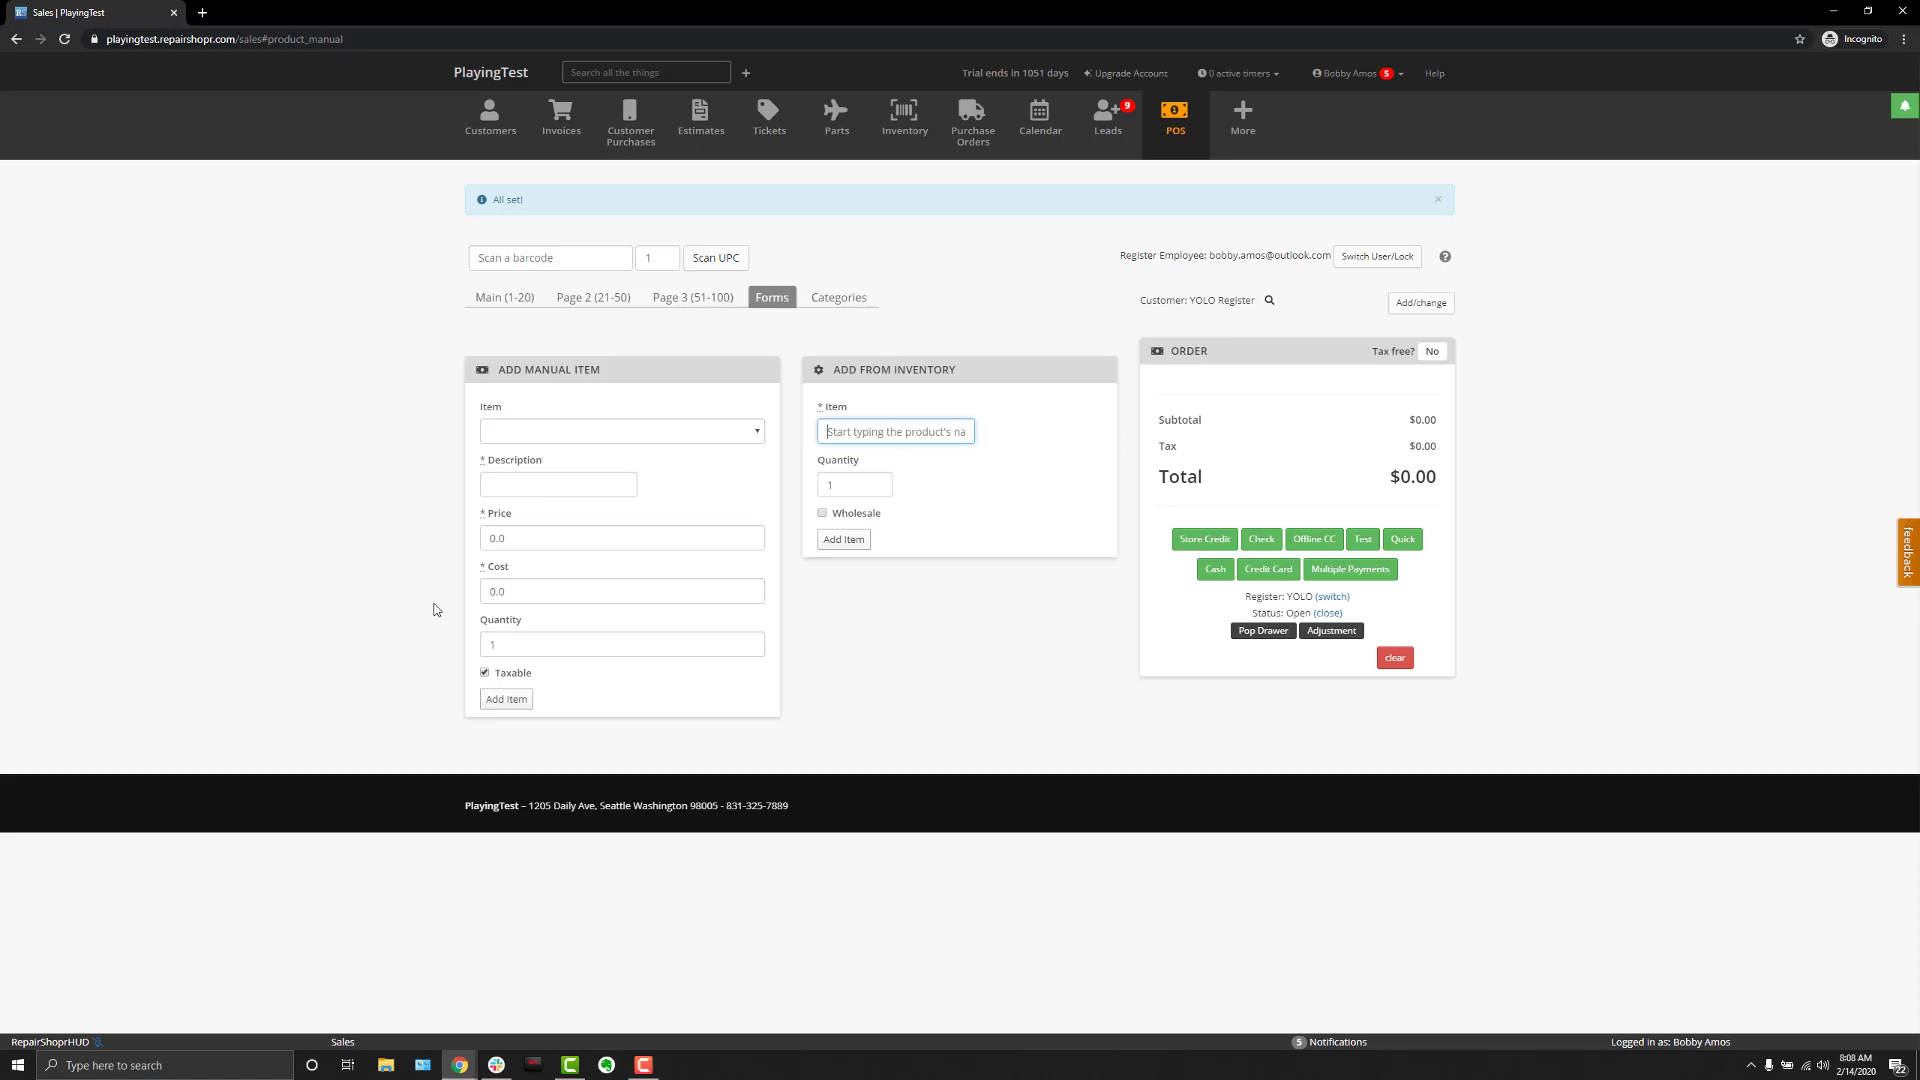 Sales | PlayingTest
playingtest.repairshopr.com/sales#product_manual
Incognito
PlayingTest
Search all the things
Trial ends in 1051 days
Upgrade Account
0 active timers
Bobby Amos 5
Help
Customers
Invoices
Customer Purchases
Estimates
Tickets
Parts
Inventory
Purchase Orders
Calendar
Leads
9
POS
More
All set!
Scan a barcode
1
Scan UPC
Register Employee: bobby.amos@outlook.com
Switch User/Lock
Main (1-20)
Page 2 (21-50)
Page 3 (51-100)
Forms
Categories
Customer: YOLO Register
Add/change
ADD MANUAL ITEM
Item
* Description
* Price
0.0
* Cost
0.0
Quantity
1
Taxable
Add Item
ADD FROM INVENTORY
* Item
Start typing the product's na
Quantity
1
Wholesale
Add Item
ORDER
Tax free? No
Subtotal $0.00
Tax $0.00
Total $0.00
Store Credit Check Offline CC Test Quick
Cash Credit Card Multiple Payments
Register: YOLO (switch)
Status: Open (close)
Pop Drawer Adjustment
clear
feedback
PlayingTest – 1205 Daily Ave, Seattle Washington 98005 - 831-325-7889
RepairShoprHUD
Sales
5 Notifications
Logged in as: Bobby Amos
Type here to search
8:08 AM
2/14/2020
22